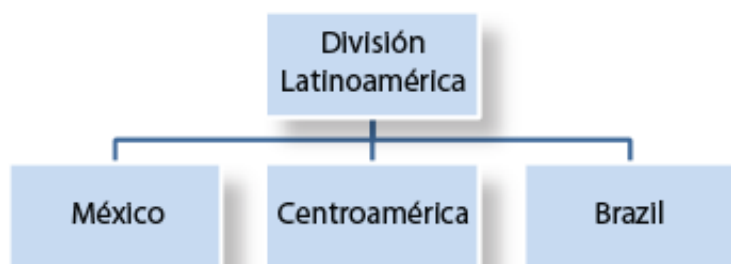 División
Latinoamérica
México
Centroamérica
Brazil